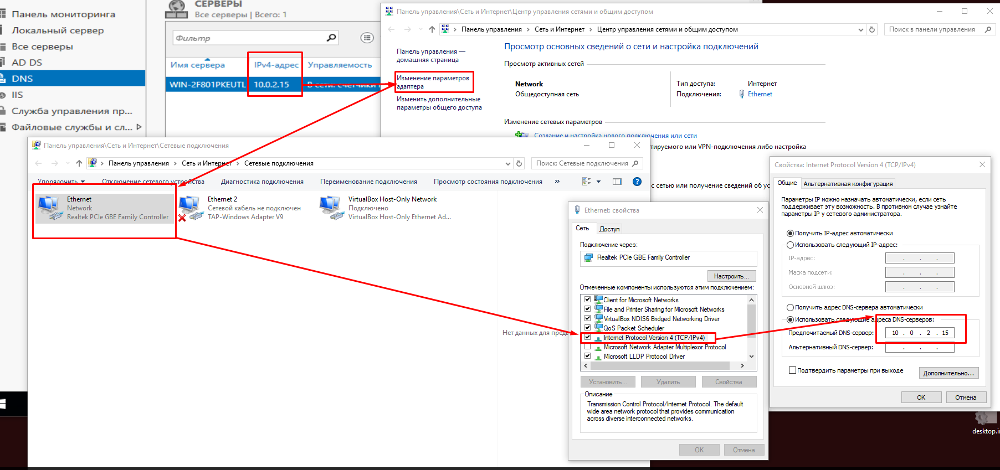 СЕРВЕРЫ
Все серверы | Всего: 1
Панель мониторинга
Локальный сервер
Все серверы
AD DS
DNS
IIS
Служба управления пр...
Файловые службы и сл...
Фильтр
Имя сервера
IPv4-адрес
Управляемость
WIN-2F801PKEUTL
10.0.2.15
В сети: счетчики
Панель управления\Сеть и Интернет\Центр управления сетями и общим доступом
Панель управления > Сеть и Интернет > Центр управления сетями и общим доступом
Поиск в панели управления
Панель управления —
домашняя страница
Изменение параметров
адаптера
Изменить дополнительные
параметры общего доступа
Просмотр основных сведений о сети и настройка подключений
Просмотр активных сетей
Network
Общедоступная сеть
Тип доступа: Интернет
Подключения: Ethernet
Изменение сетевых параметров
Создание и настройка нового подключения или сети
тируемого или VPN-подключения либо настройка
с сетью или получение сведений об ус
Панель управления\Сеть и Интернет\Сетевые подключения
Панель управления > Сеть и Интернет > Сетевые подключения
Поиск: Сетевые подключения
Упорядочить
Отключение сетевого устройства
Диагностика подключения
Переименование подключения
Просмотр состояния подключения
»
Ethernet
Network
Realtek PCIe GBE Family Controller
Ethernet 2
Сетевой кабель не подключен
TAP-Windows Adapter V9
VirtualBox Host-Only Network
Подключено
VirtualBox Host-Only Ethernet Ad...
Нет данных для предв
Ethernet: свойства
Сеть
Доступ
Подключение через:
Realtek PCIe GBE Family Controller
Настроить...
Отмеченные компоненты используются этим подключением:
Client for Microsoft Networks
File and Printer Sharing for Microsoft Networks
VirtualBox NDIS6 Bridged Networking Driver
QoS Packet Scheduler
Internet Protocol Version 4 (TCP/IPv4)
Microsoft Network Adapter Multiplexor Protocol
Microsoft LLDP Protocol Driver
Установить...
Удалить
Свойства
Описание
Transmission Control Protocol/Internet Protocol. The default
wide area network protocol that provides communication
across diverse interconnected networks.
OK
Отмена
Свойства: Internet Protocol Version 4 (TCP/IPv4)
Общие
Альтернативная конфигурация
Параметры IP можно назначать автоматически, если сеть
поддерживает эту возможность. В противном случае узнайте
параметры IP у сетевого администратора.
Получить IP-адрес автоматически
Использовать следующий IP-адрес:
IP-адрес:
Маска подсети:
Основной шлюз:
Получить адрес DNS-сервера автоматически
Использовать следующие адреса DNS-серверов:
Предпочитаемый DNS-сервер: 10 . 0 . 2 . 15
Альтернативный DNS-сервер:
Подтвердить параметры при выходе
Дополнительно...
OK
Отмена
desktop.i